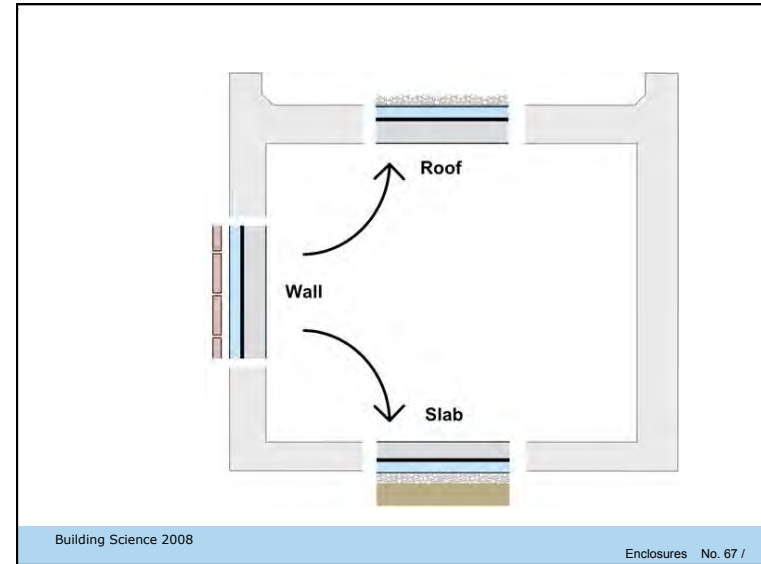 Roof
Wall
Slab
Building Science 2008
Enclosures No. 67 /